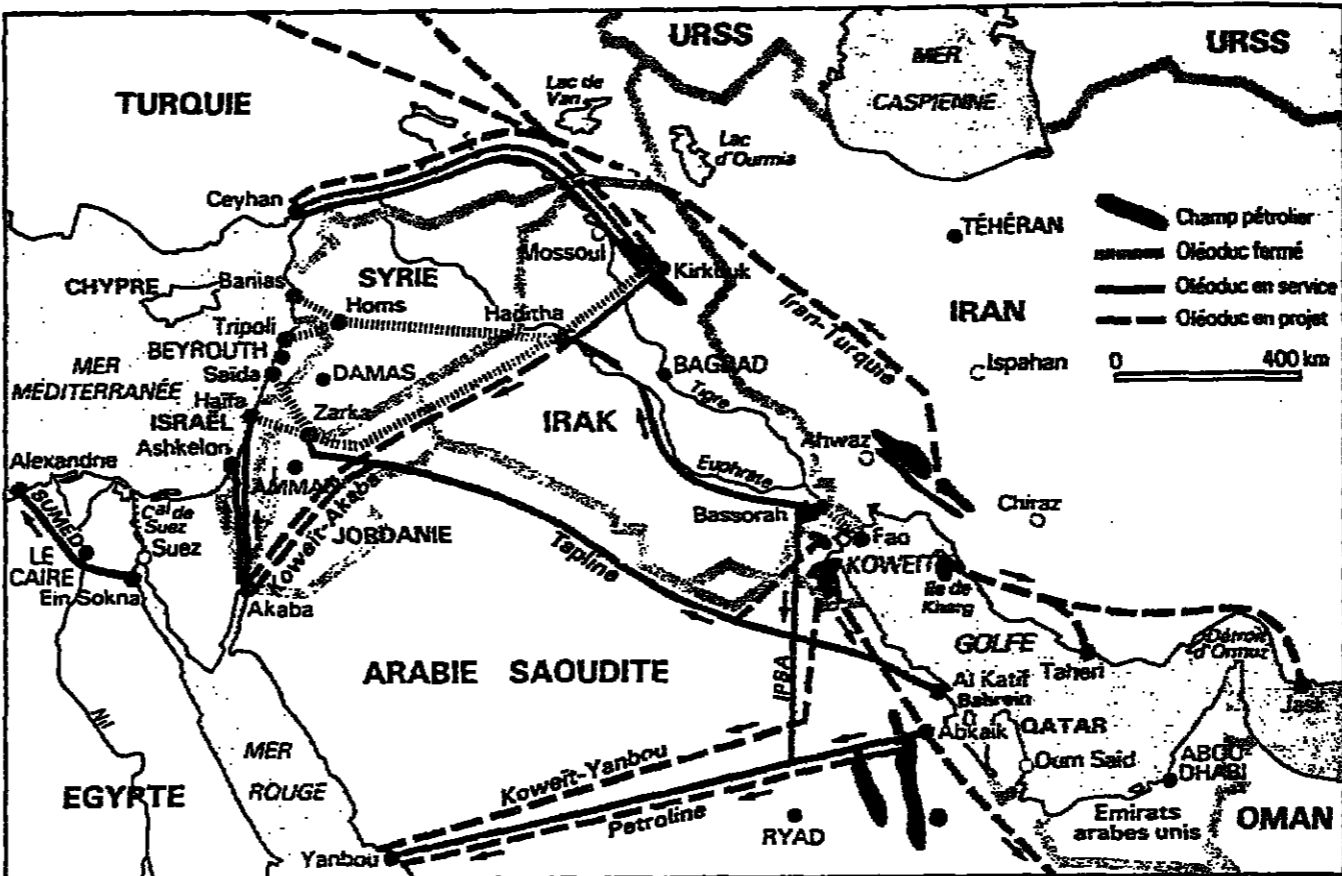 URSS
URSS
MER
CASPIENNE
TURQUIE
Lac de
Van
Lac
d'Ourmia
Ceyhan
TÉHÉRAN
Champ pétrolier
Oléoduc fermé
Oléoduc en service
Oléoduc en projet
0 400 km
Mossoul
Kirkouk
SYRIE
CHYPRE
Banias
Homs
Haditha
Iran-Turquie
IRAN
Tripoli
BEYROUTH
Saïda
DAMAS
BAGDAD
Ispahan
MER
MÉDITERRANÉE
Tigre
Haïfa
ISRAËL
Zarka
IRAK
Ashkelon
Ahwaz
Alexandrie
AMMAN
Euphrate
Chiraz
SUMED
Cal de
Suez
Suez
Koweït-Akaba
JORDANIE
Bassorah
Fao
LE
CAIRE
Tapline
KOWEIT
Ile de
Kharg
Ein Sokna
Akaba
GOLFE
Détroit
d'Ormuz
Taheri
ARABIE SAOUDITE
IPSA
Al Katif
Bahrein
Jask
Nil
MER
ROUGE
Abkaik
QATAR
Oum Saïd
ABOU
DHABI
EGYPTE
Koweït-Yanbou
Petroline
RYAD
Emirats
arabes unis
OMAN
Yanbou